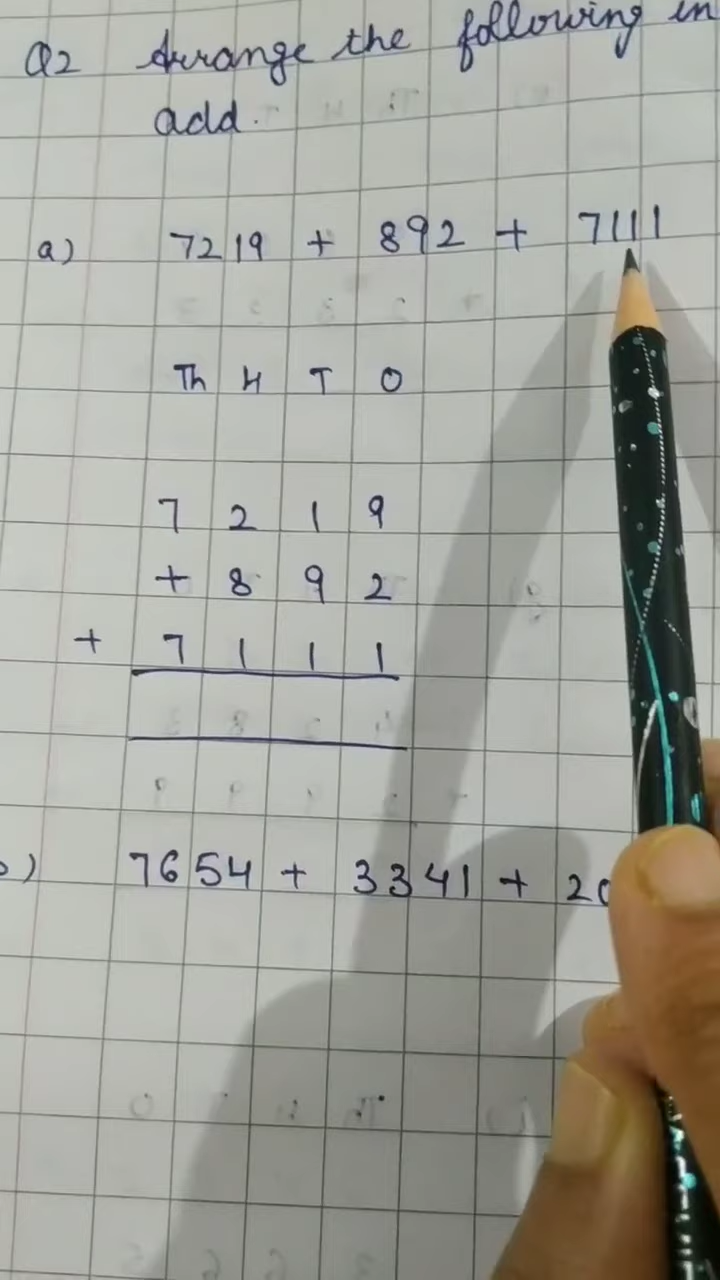 Q2 Arrange the following in
add.
a) 7219 + 892 + 7111
Th H T O
7 2 1 9
+ 8 9 2
+ 7 1 1 1
) 7654 + 3341 + 20